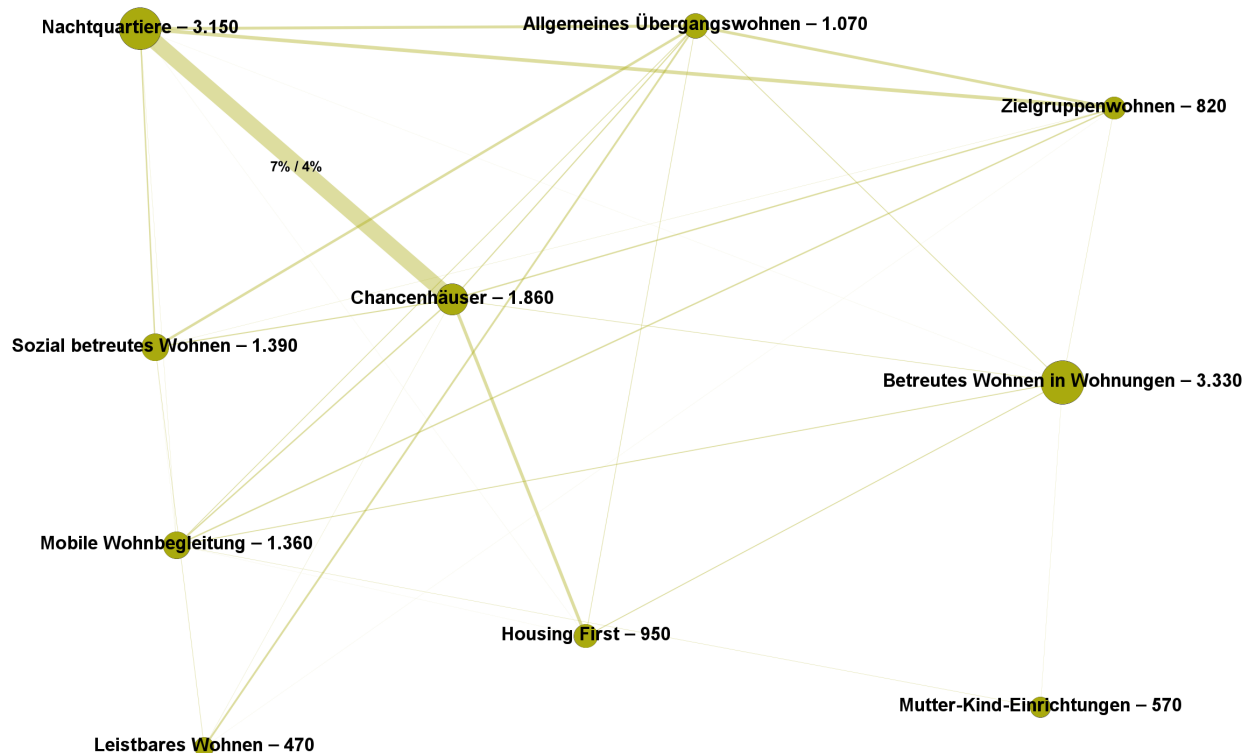 Nachtquartiere – 3.150
Allgemeines Übergangswohnen – 1.070
Zielgruppenwohnen – 820
7% / 4%
Chancenhäuser – 1.860
Sozial betreutes Wohnen – 1.390
Betreutes Wohnen in Wohnungen – 3.330
Mobile Wohnbegleitung – 1.360
Housing First – 950
Mutter-Kind-Einrichtungen – 570
Leistbares Wohnen – 470